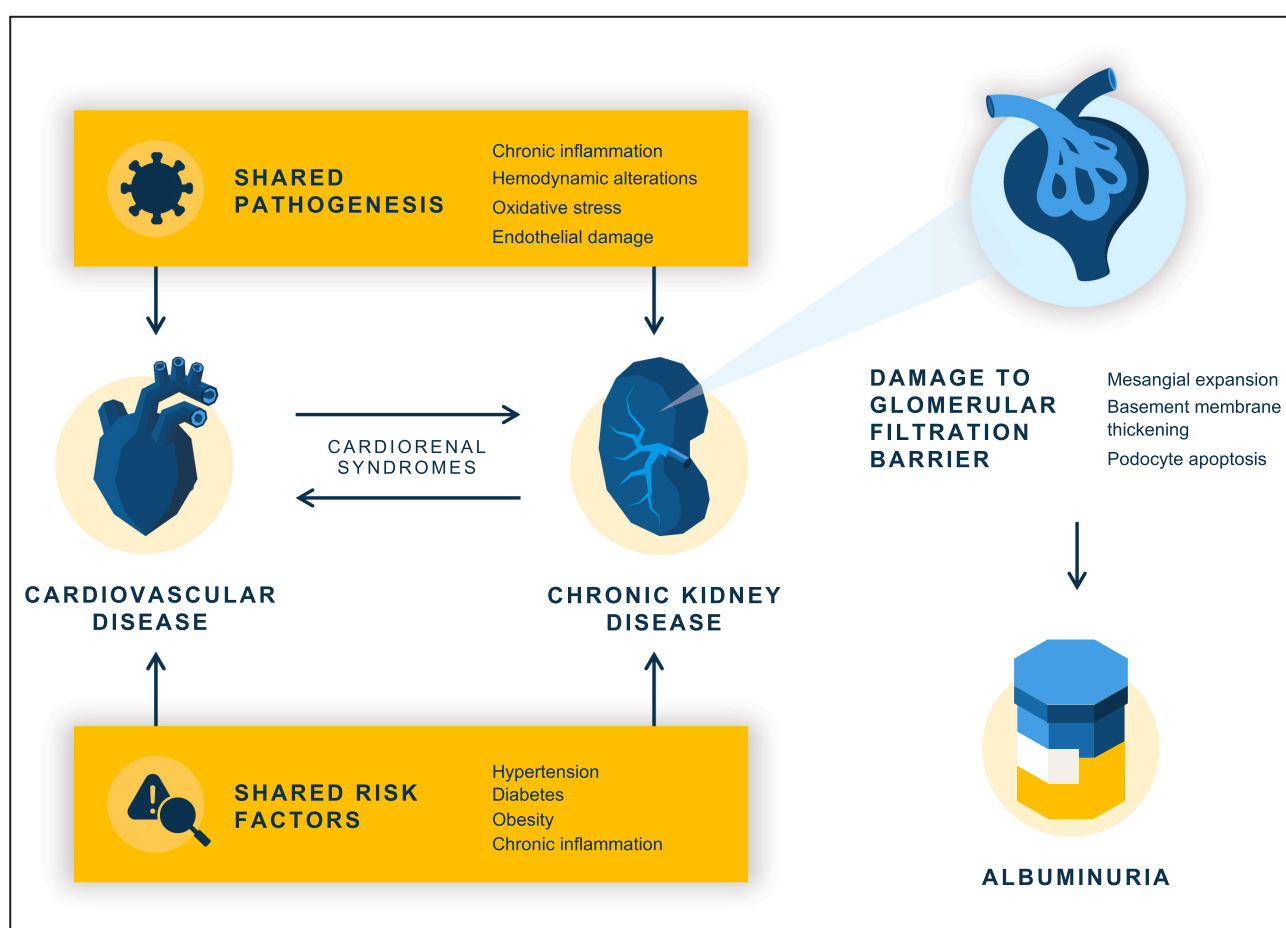 SHARED
PATHOGENESIS
Chronic inflammation
Hemodynamic alterations
Oxidative stress
Endothelial damage
CARDIORENAL
SYNDROMES
CARDIOVASCULAR
DISEASE
CHRONIC KIDNEY
DISEASE
SHARED RISK
FACTORS
Hypertension
Diabetes
Obesity
Chronic inflammation
DAMAGE TO
GLOMERULAR
FILTRATION
BARRIER
Mesangial expansion
Basement membrane
thickening
Podocyte apoptosis
ALBUMINURIA